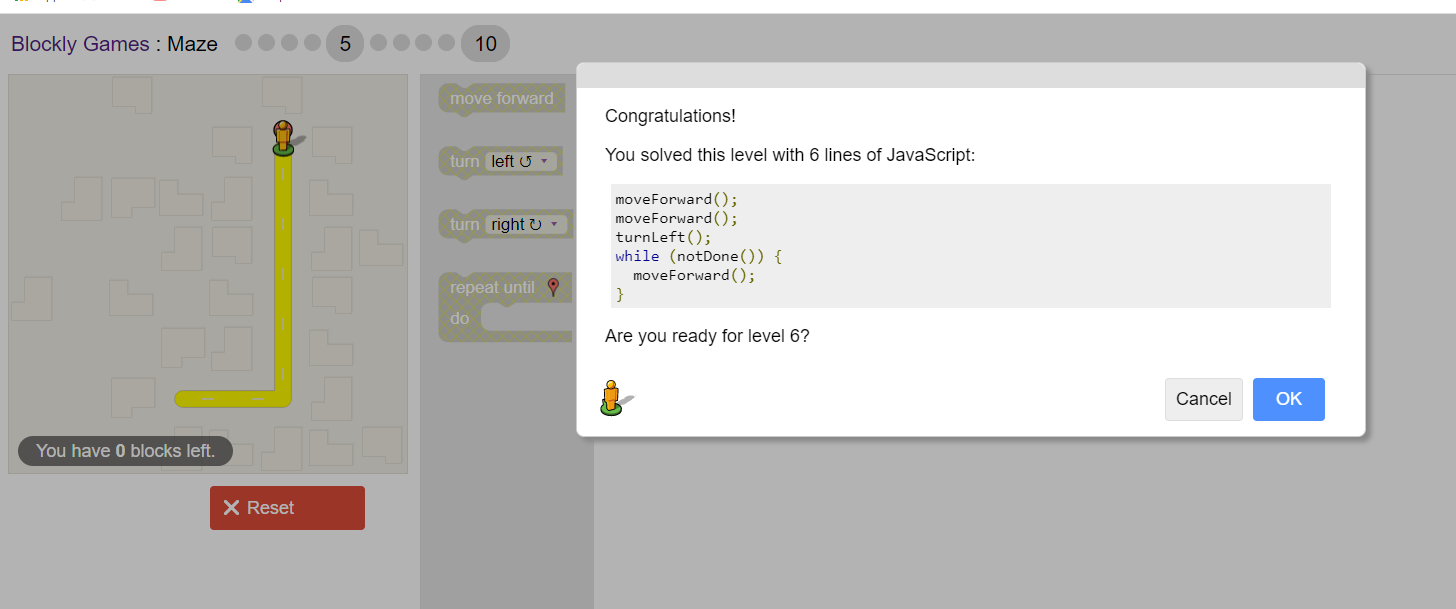 Blockly Games : Maze 5 10
move forward
turn left ↺ ▾
turn right ↻ ▾
repeat until
do
You have 0 blocks left.
Reset
Congratulations!
You solved this level with 6 lines of JavaScript:
moveForward();
moveForward();
turnLeft();
while (notDone()) {
  moveForward();
}
Are you ready for level 6?
Cancel OK